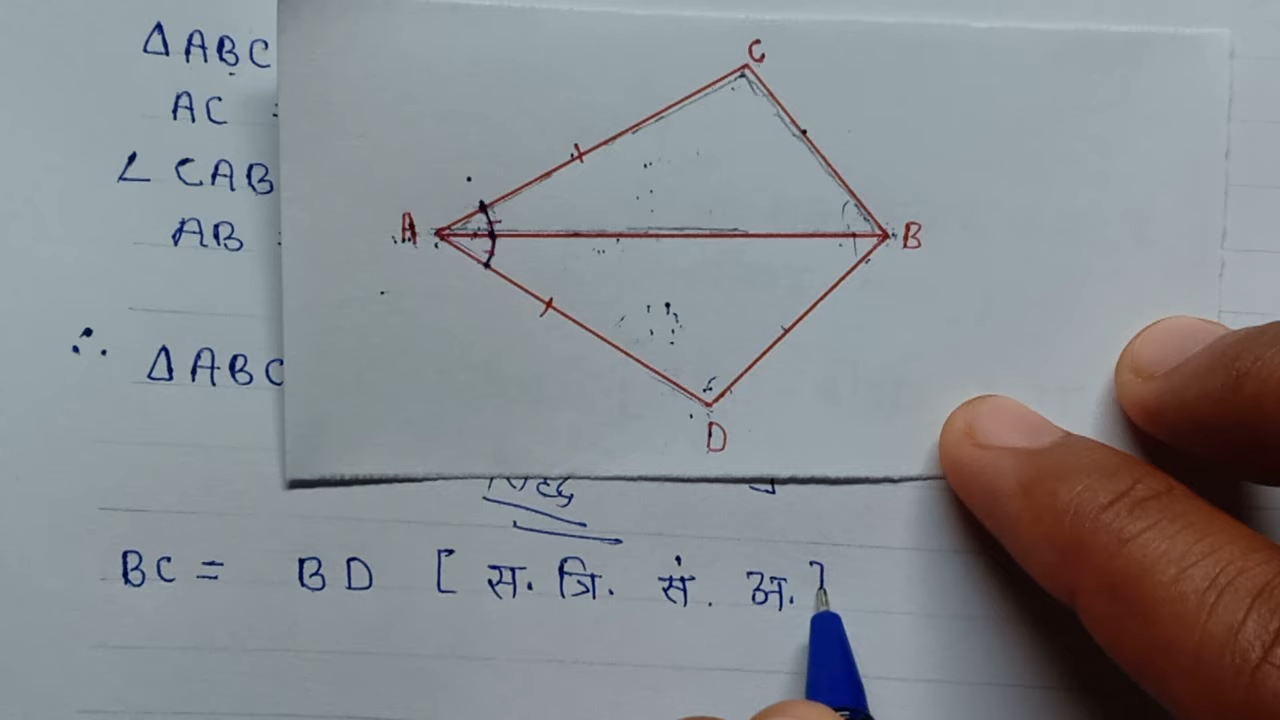 ΔABC
AC =
∠CAB
AB =
∴ ΔABC
C
A
B
D
BC = BD [स. त्रि. सं. अ.]